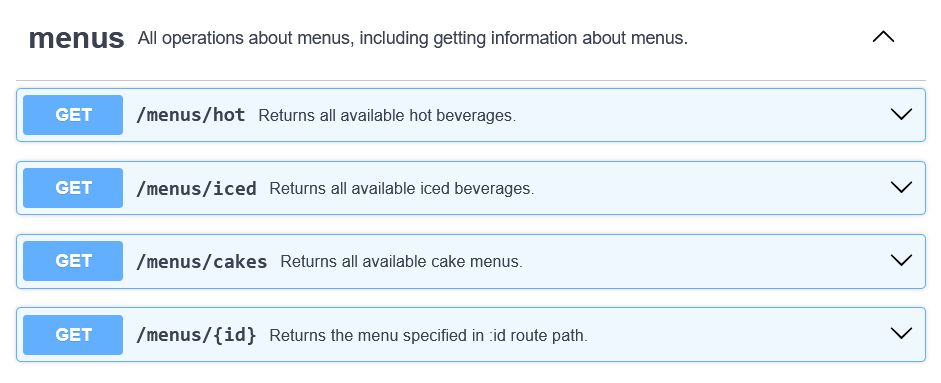 menus All operations about menus, including getting information about menus.
GET /menus/hot Returns all available hot beverages.
GET /menus/iced Returns all available iced beverages.
GET /menus/cakes Returns all available cake menus.
GET /menus/{id} Returns the menu specified in :id route path.